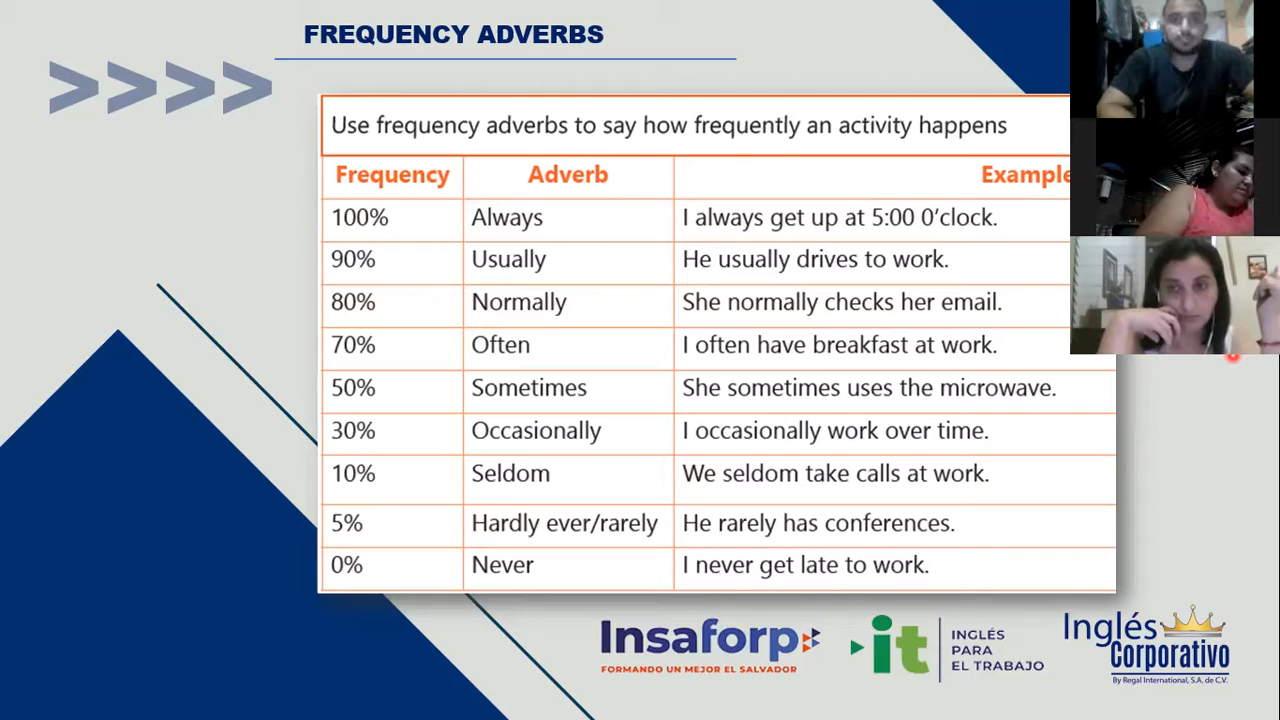 FREQUENCY ADVERBS
Use frequency adverbs to say how frequently an activity happens
Frequency Adverb Example
100% Always I always get up at 5:00 0'clock.
90% Usually He usually drives to work.
80% Normally She normally checks her email.
70% Often I often have breakfast at work.
50% Sometimes She sometimes uses the microwave.
30% Occasionally I occasionally work over time.
10% Seldom We seldom take calls at work.
5% Hardly ever/rarely He rarely has conferences.
0% Never I never get late to work.
Insaforp
FORMANDO UN MEJOR EL SALVADOR
it
INGLÉS
PARA
EL TRABAJO
Inglés
Corporativo
By Regal International, S.A. de C.V.